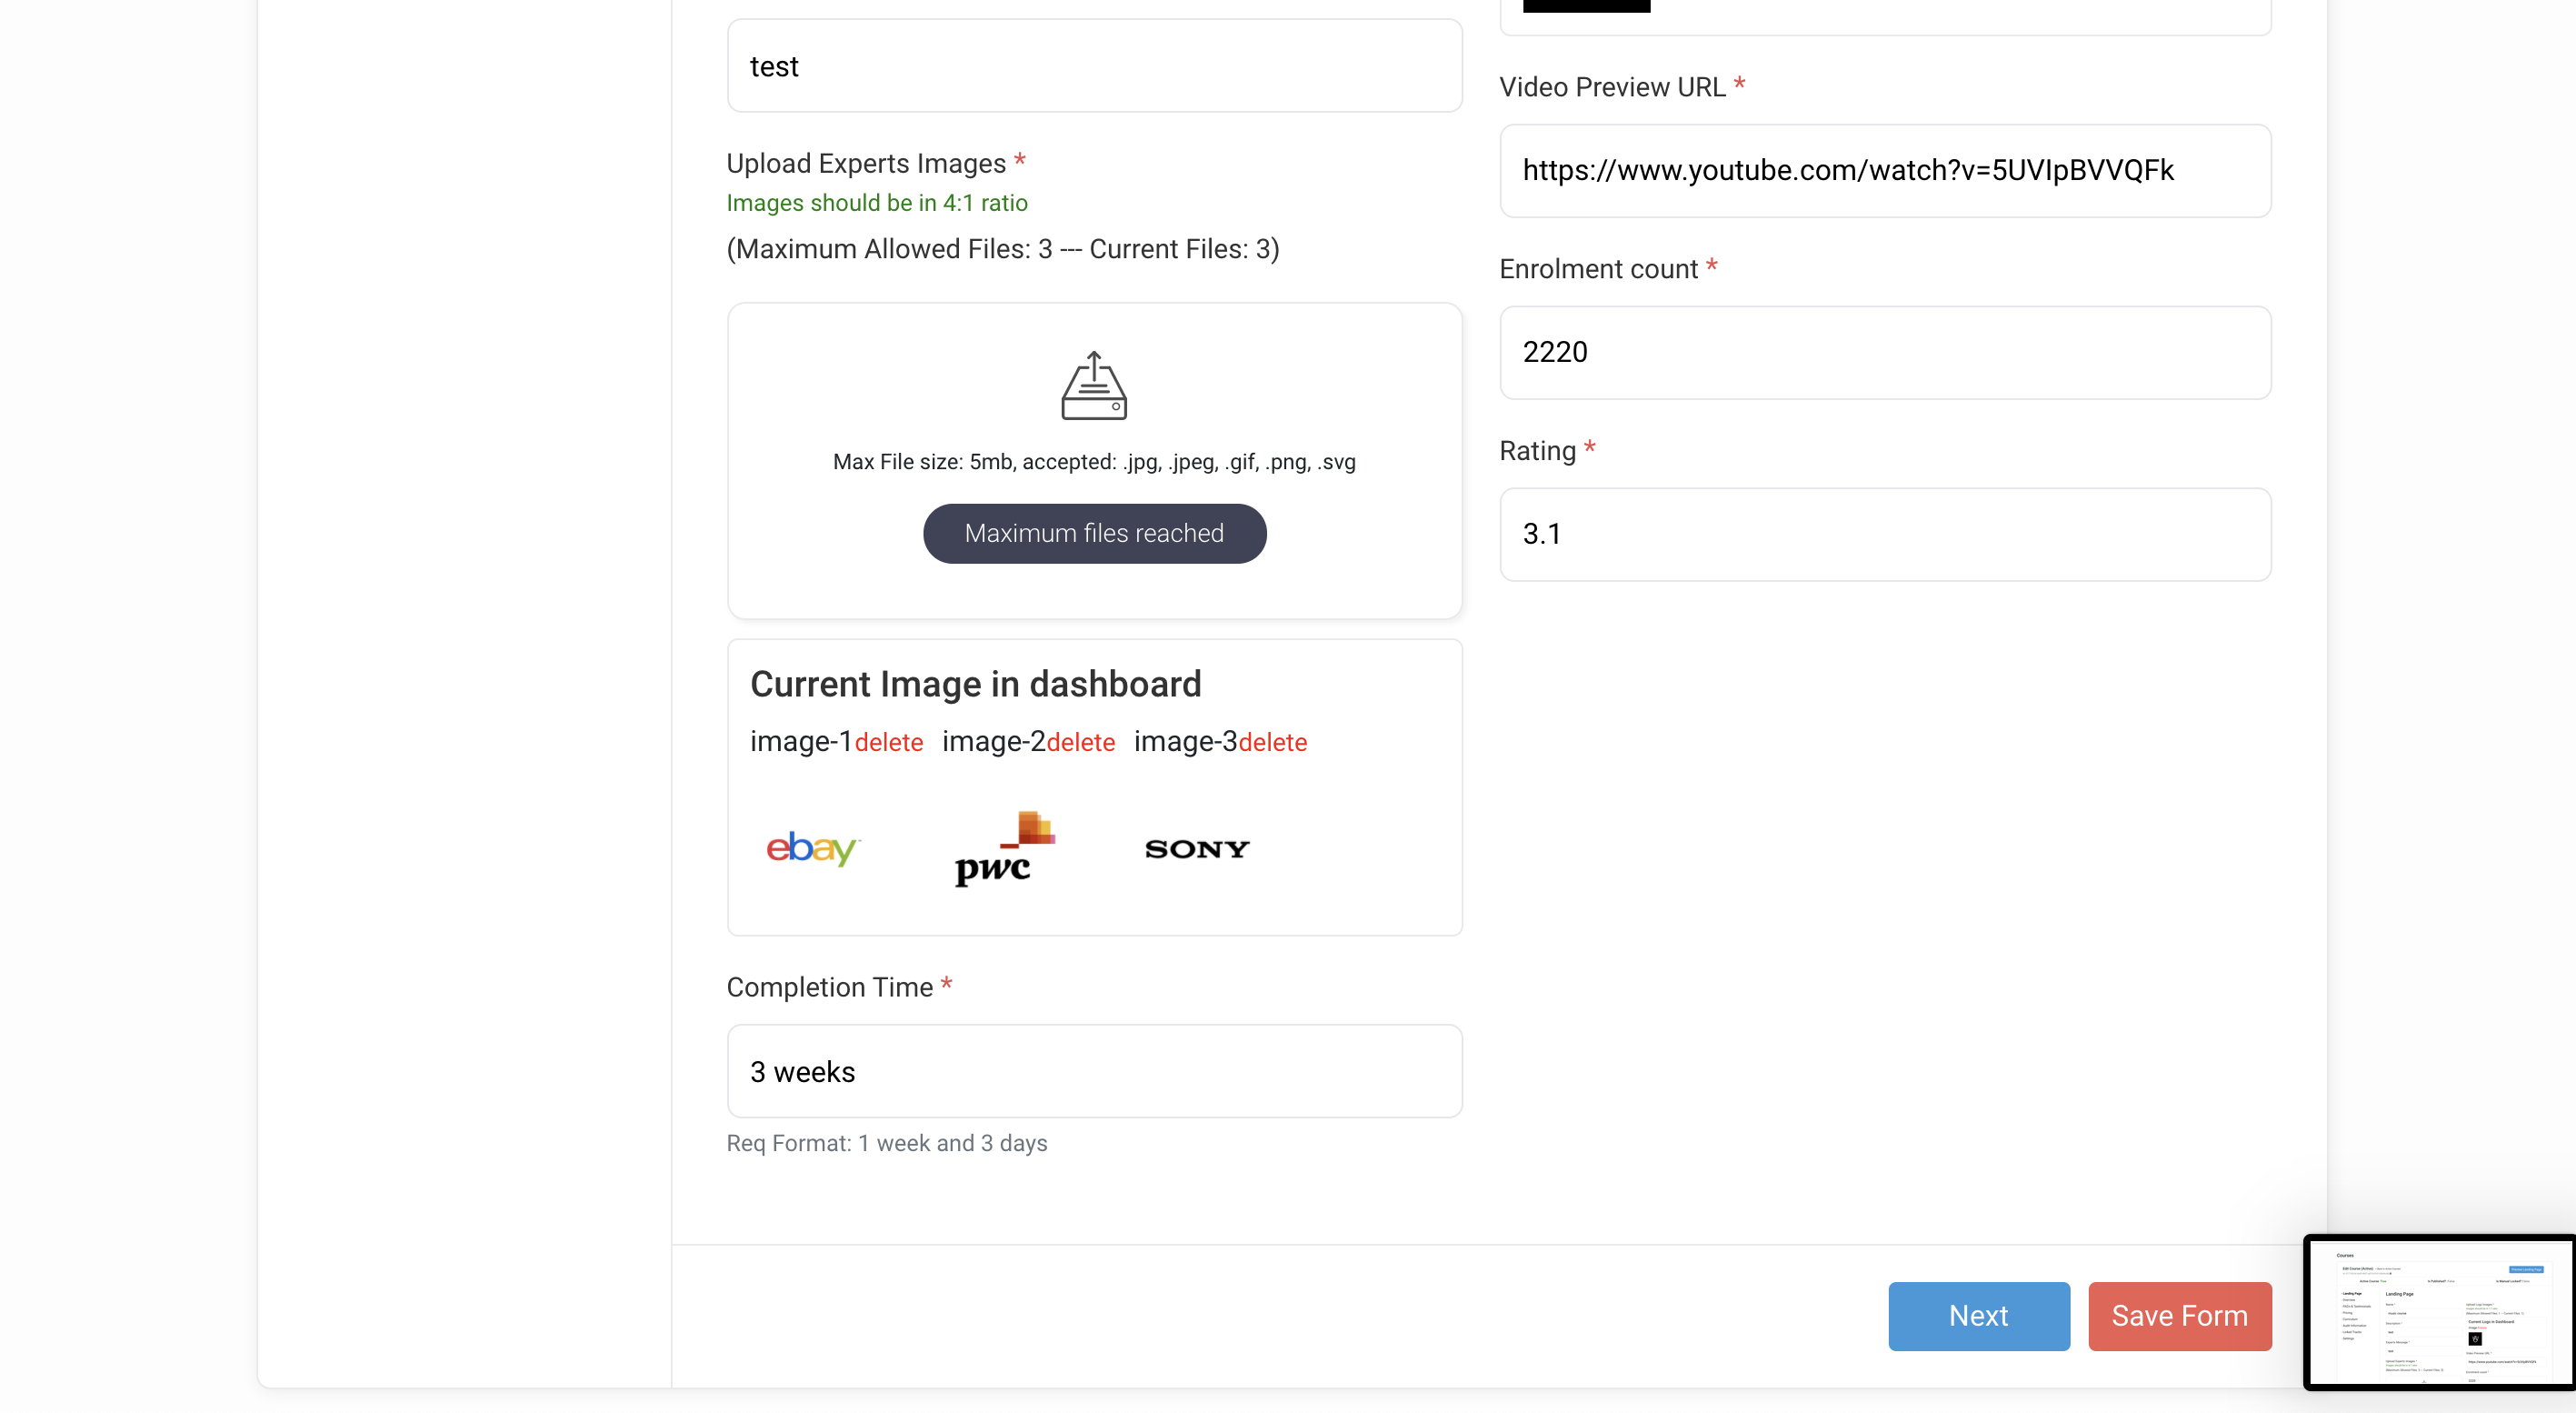 test
Upload Experts Images *
Images should be in 4:1 ratio
(Maximum Allowed Files: 3 --- Current Files: 3)
Max File size: 5mb, accepted: .jpg, .jpeg, .gif, .png, .svg
Maximum files reached
Current Image in dashboard
image-1delete image-2delete image-3delete
ebay
pwc
SONY
Completion Time *
3 weeks
Req Format: 1 week and 3 days
Video Preview URL *
https://www.youtube.com/watch?v=5UVIpBVVQFk
Enrolment count *
2220
Rating *
3.1
Next
Save Form
Courses
Landing Page